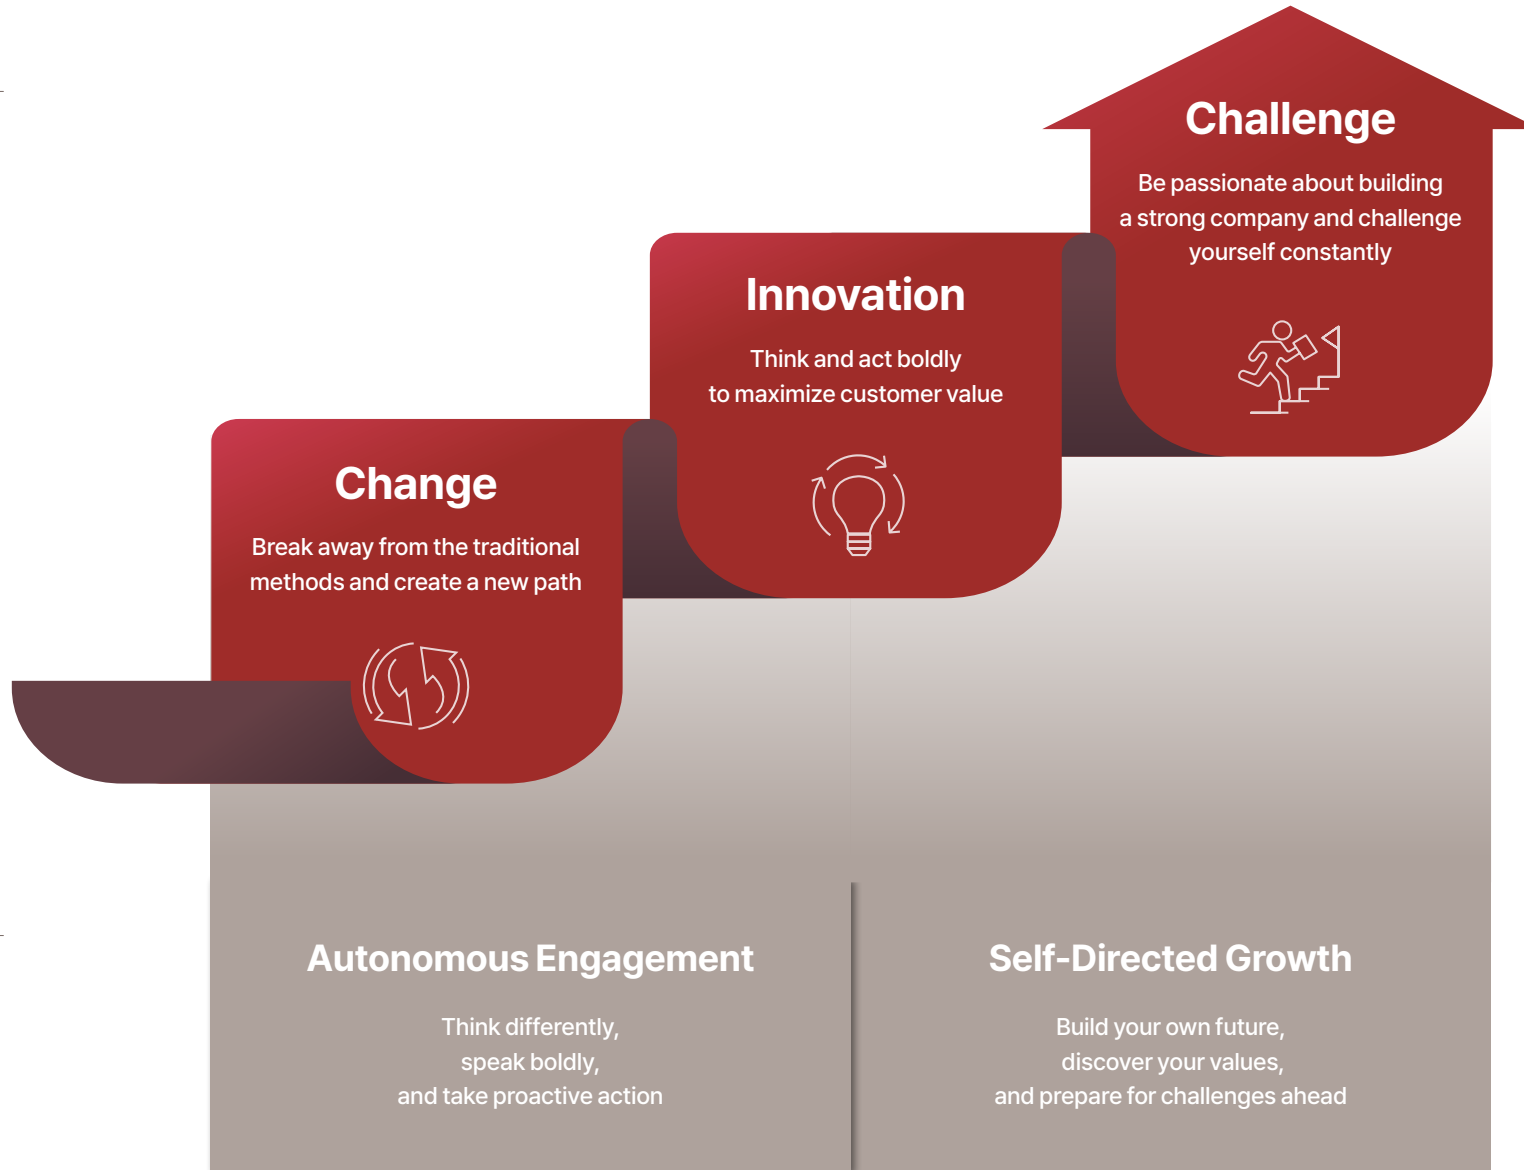 Challenge
Be passionate about building
a strong company and challenge
yourself constantly
Innovation
Think and act boldly
to maximize customer value
Change
Break away from the traditional
methods and create a new path
Autonomous Engagement
Think differently,
speak boldly,
and take proactive action
Self-Directed Growth
Build your own future,
discover your values,
and prepare for challenges ahead